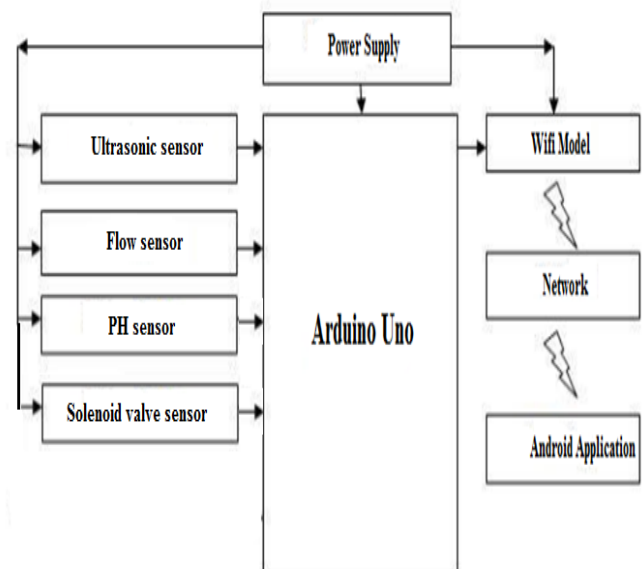 Power Supply
Ultrasonic sensor
Wifi Model
Flow sensor
Network
PH sensor
Arduino Uno
Solenoid valve sensor
Android Application